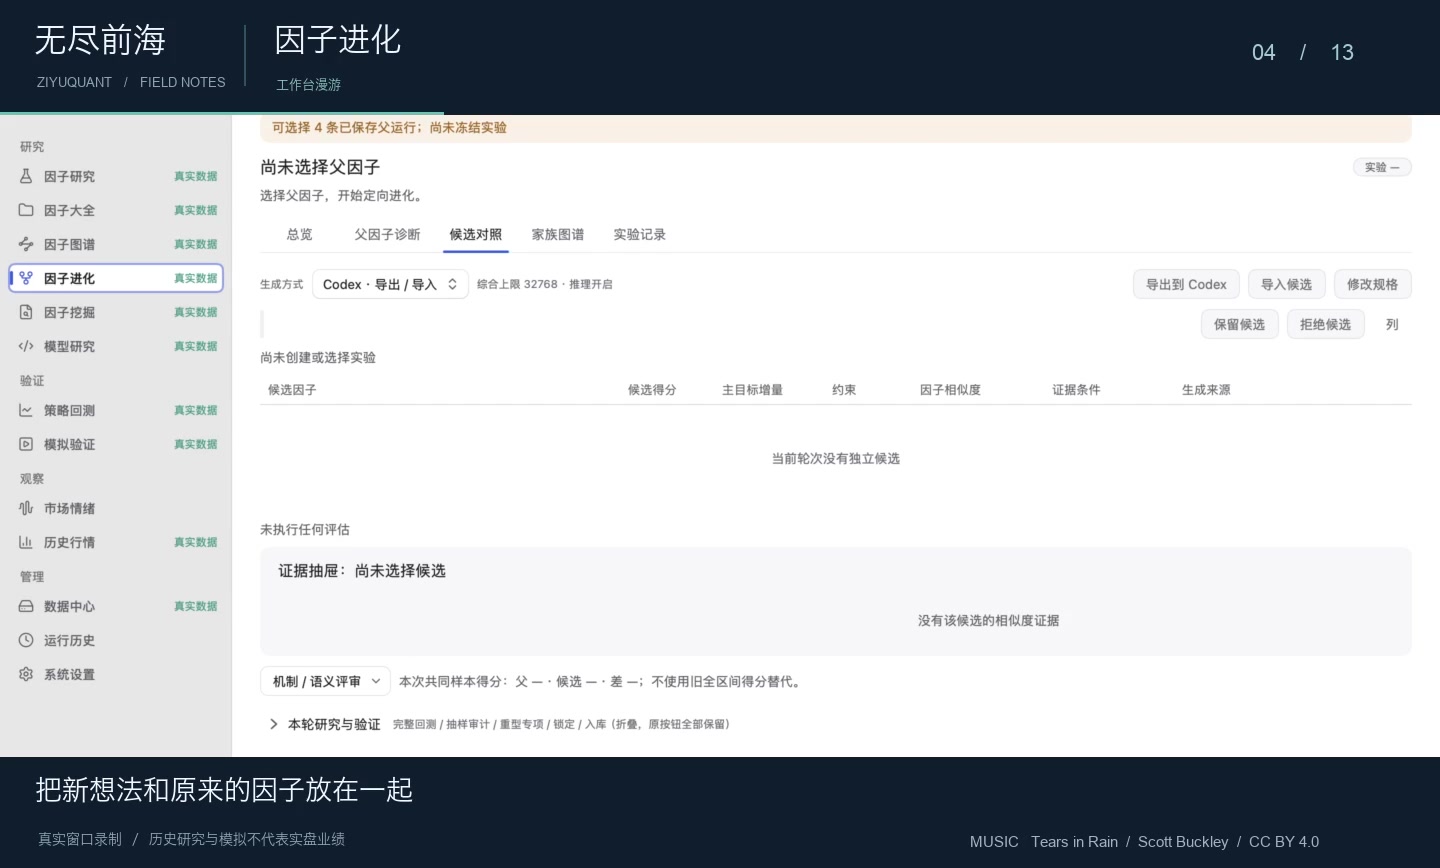 无尽前海
ZIYUQUANT / FIELD NOTES
因子进化
工作台漫游
04 / 13
研究
因子研究 真实数据
因子大全 真实数据
因子图谱 真实数据
因子进化 真实数据
因子挖掘 真实数据
模型研究 真实数据
验证
策略回测 真实数据
模拟验证 真实数据
观察
市场情绪
历史行情 真实数据
管理
数据中心 真实数据
运行历史
系统设置
可选择 4 条已保存父运行；尚未冻结实验
尚未选择父因子
实验 —
选择父因子，开始定向进化。
总览 父因子诊断 候选对照 家族图谱 实验记录
生成方式 Codex · 导出 / 导入 综合上限 32768 · 推理开启 导出到 Codex 导入候选 修改规格
保留候选 拒绝候选 列
尚未创建或选择实验
候选因子 候选得分 主目标增量 约束 因子相似度 证据条件 生成来源
当前轮次没有独立候选
未执行任何评估
证据抽屉：尚未选择候选
没有该候选的相似度证据
机制 / 语义评审 本次共同样本得分：父 — · 候选 — · 差 —；不使用旧全区间得分替代。
本轮研究与验证 完整回测 / 抽样审计 / 重型专项 / 锁定 / 入库（折叠，原按钮全部保留）
把新想法和原来的因子放在一起
真实窗口录制 / 历史研究与模拟不代表实盘业绩
MUSIC Tears in Rain / Scott Buckley / CC BY 4.0